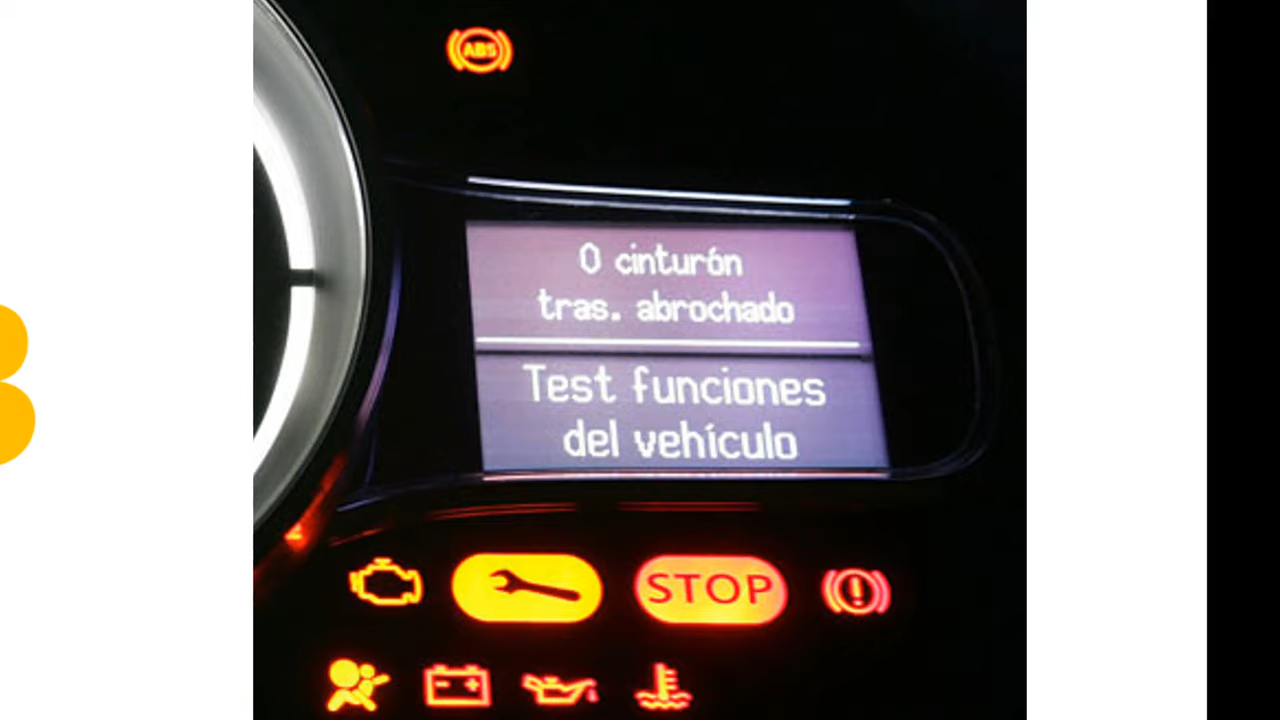 ABS
0 cinturón
tras. abrochado
Test funciones
del vehículo
STOP